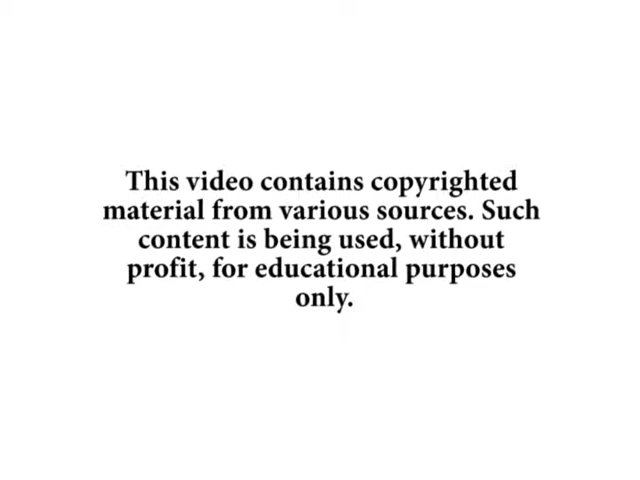 This video contains copyrighted
material from various sources. Such
content is being used, without
profit, for educational purposes
only.